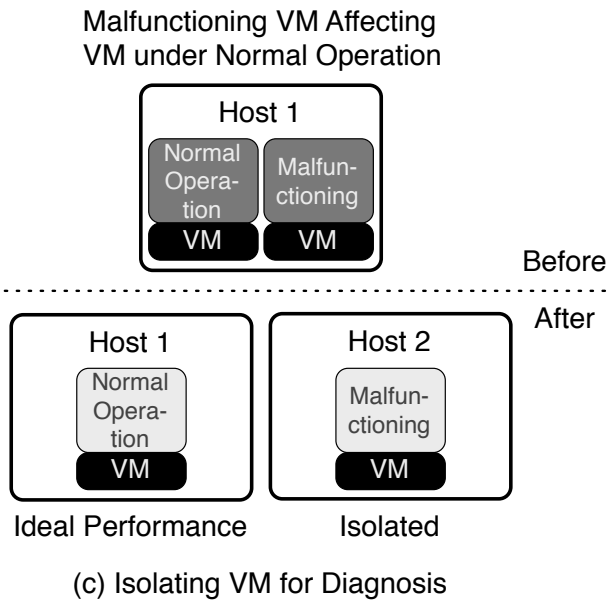 Malfunctioning VM Affecting
VM under Normal Operation
Host 1
Normal
Opera-
tion
VM
Malfun-
ctioning
VM
Before
After
Host 1
Normal
Opera-
tion
VM
Ideal Performance
Host 2
Malfun-
ctioning
VM
Isolated
(c) Isolating VM for Diagnosis